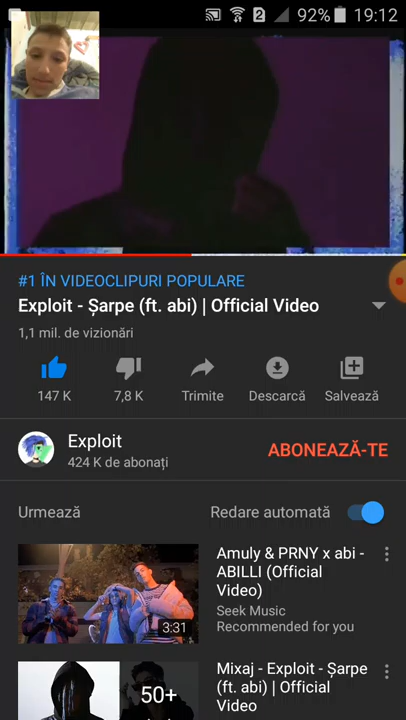 2 92% 19:12
#1 ÎN VIDEOCLIPURI POPULARE
Exploit - Șarpe (ft. abi) | Official Video
1,1 mil. de vizionări
147 K 7,8 K Trimite Descarcă Salvează
Exploit
424 K de abonați
ABONEAZĂ-TE
Urmează Redare automată
Amuly & PRNY x abi -
ABILLI (Official
Video)
Seek Music
Recommended for you
3:31
Mixaj - Exploit - Șarpe
(ft. abi) | Official
Video
50+